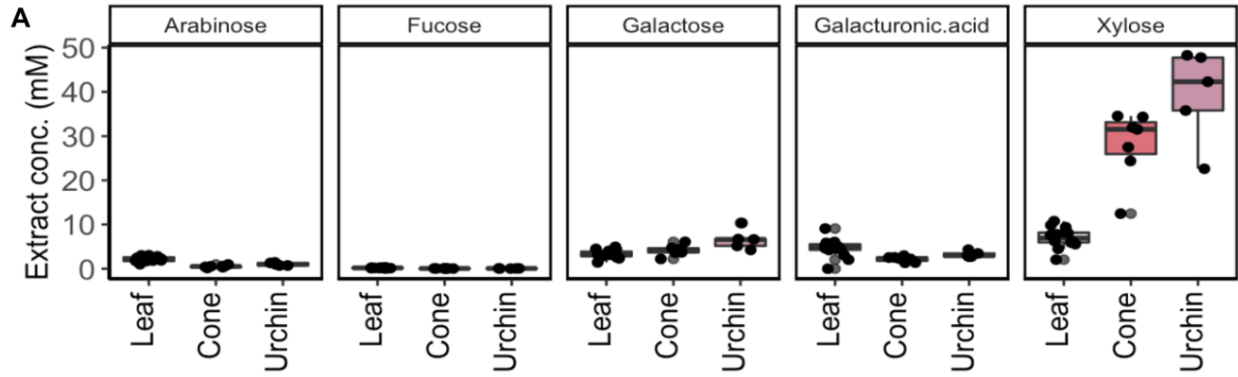 A
Arabinose Fucose Galactose Galacturonic.acid Xylose
Extract conc. (mM)
50
40
30
20
10
0
Leaf Cone Urchin Leaf Cone Urchin Leaf Cone Urchin Leaf Cone Urchin Leaf Cone Urchin